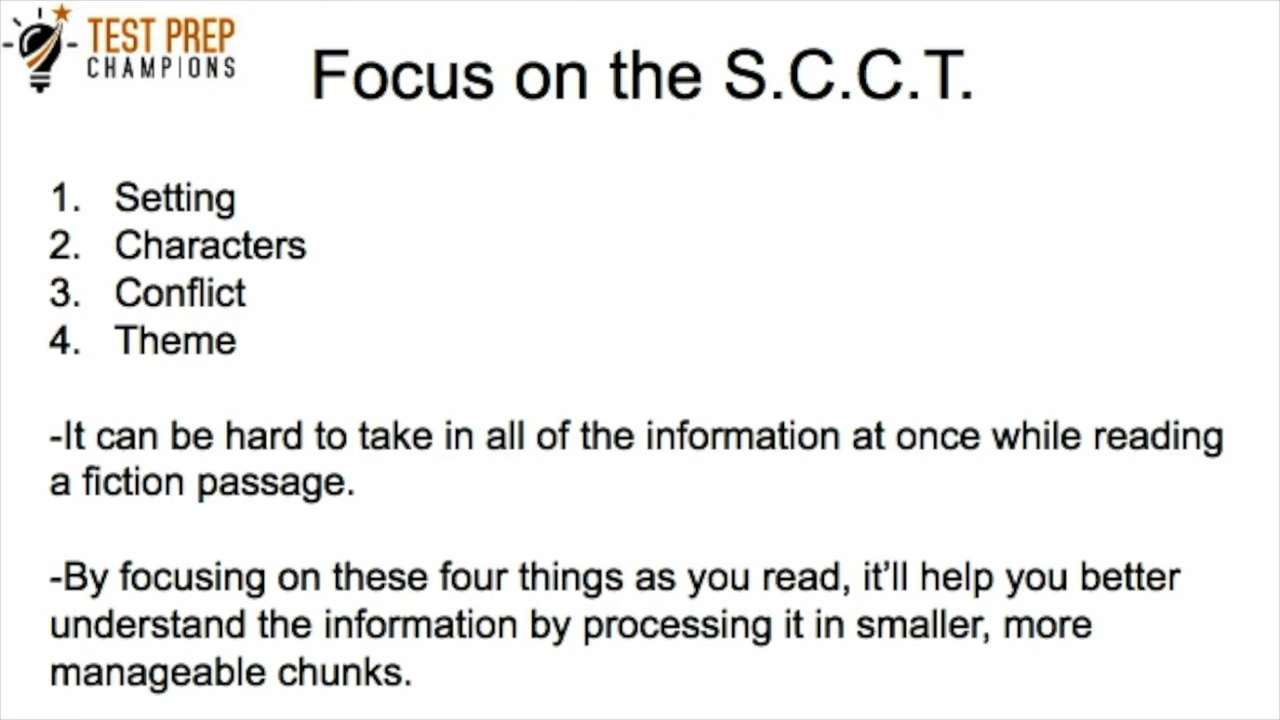 TEST PREP
CHAMPIONS
Focus on the S.C.C.T.
1. Setting
2. Characters
3. Conflict
4. Theme
-It can be hard to take in all of the information at once while reading
a fiction passage.
-By focusing on these four things as you read, it’ll help you better
understand the information by processing it in smaller, more
manageable chunks.